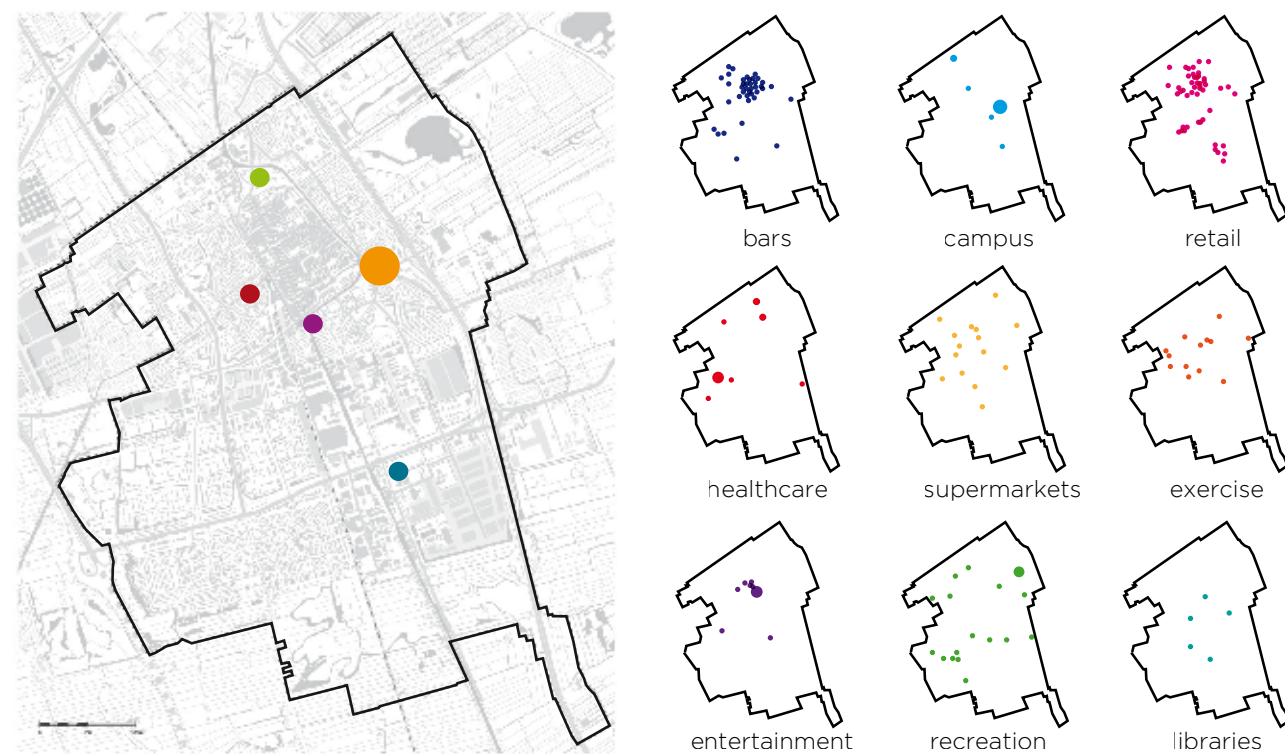 bars
campus
retail
healthcare
supermarkets
exercise
entertainment
recreation
libraries